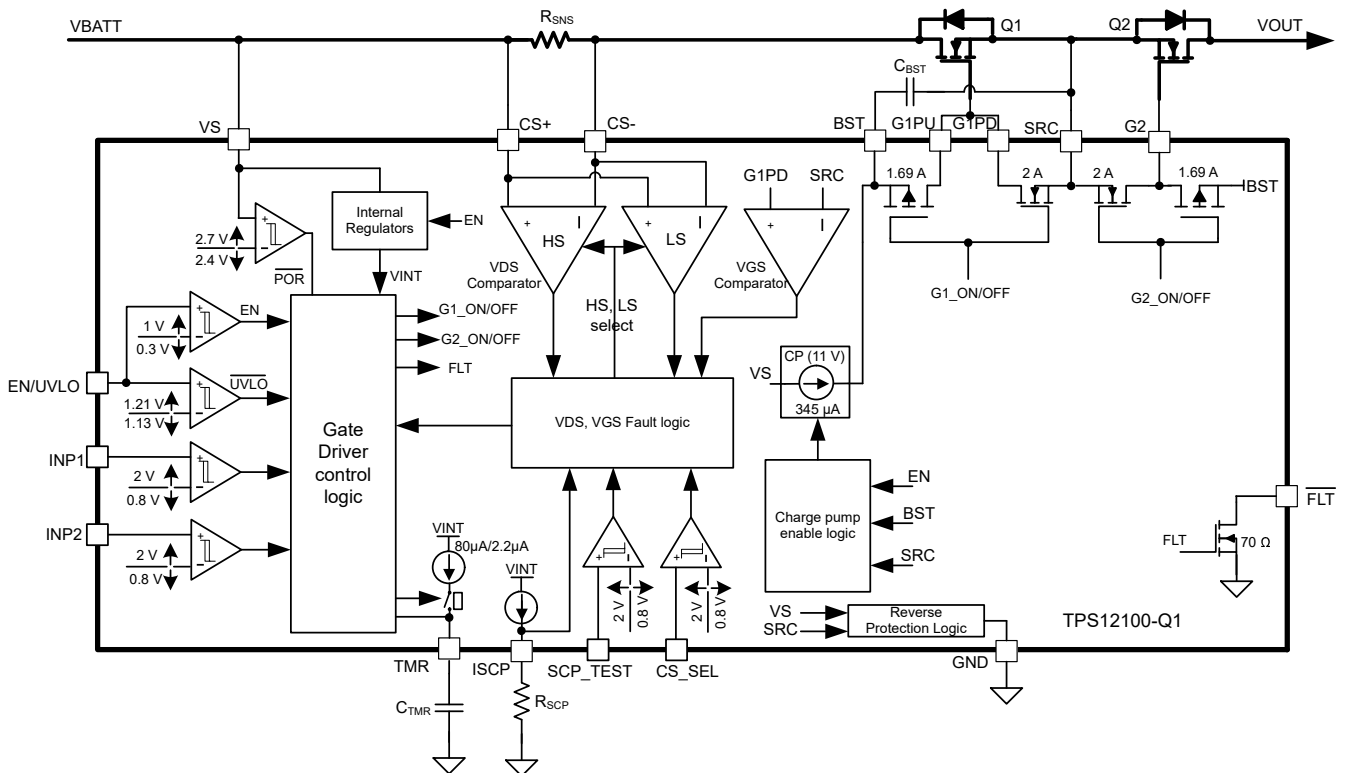 VBATT
RSNS
Q1
Q2
VOUT
CBST
VS
CS+
CS-
BST
G1PU
G1PD
SRC
G2
1.69 A
2 A
2 A
1.69 A
BST
G1PD
SRC
Internal
Regulators
EN
2.7 V
2.4 V
POR
VINT
HS
LS
VDS
Comparator
VGS
Comparator
HS, LS
select
G1_ON/OFF
G2_ON/OFF
G1_ON/OFF
G2_ON/OFF
FLT
EN
1 V
0.3 V
EN/UVLO
UVLO
1.21 V
1.13 V
INP1
2 V
0.8 V
INP2
2 V
0.8 V
Gate
Driver
control
logic
VDS, VGS Fault logic
CP (11 V)
VS
345 µA
Charge pump
enable logic
EN
BST
SRC
FLT
FLT
70 Ω
VINT
80µA/2.2µA
VINT
2 V
0.8 V
2 V
0.8 V
VS
SRC
Reverse
Protection Logic
TPS12100-Q1
TMR
ISCP
SCP_TEST
CS_SEL
GND
CTMR
RSCP